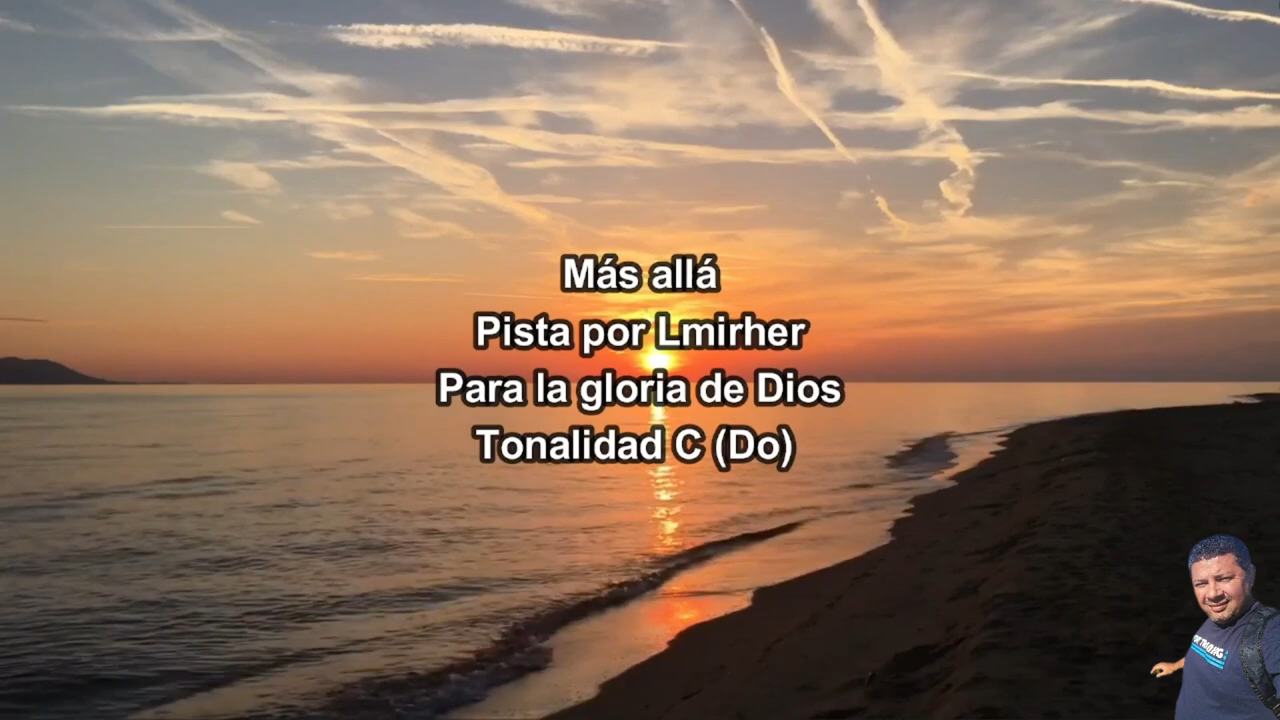 Más allá
Pista por Lmirher
Para la gloria de Dios
Tonalidad C (Do)